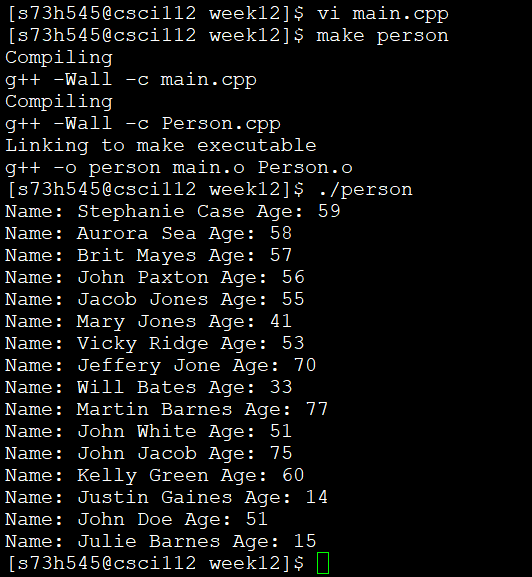 [s73h545@csci112 week12]$ vi main.cpp
[s73h545@csci112 week12]$ make person
Compiling
g++ -Wall -c main.cpp
Compiling
g++ -Wall -c Person.cpp
Linking to make executable
g++ -o person main.o Person.o
[s73h545@csci112 week12]$ ./person
Name: Stephanie Case Age: 59
Name: Aurora Sea Age: 58
Name: Brit Mayes Age: 57
Name: John Paxton Age: 56
Name: Jacob Jones Age: 55
Name: Mary Jones Age: 41
Name: Vicky Ridge Age: 53
Name: Jeffery Jone Age: 70
Name: Will Bates Age: 33
Name: Martin Barnes Age: 77
Name: John White Age: 51
Name: John Jacob Age: 75
Name: Kelly Green Age: 60
Name: Justin Gaines Age: 14
Name: John Doe Age: 51
Name: Julie Barnes Age: 15
[s73h545@csci112 week12]$